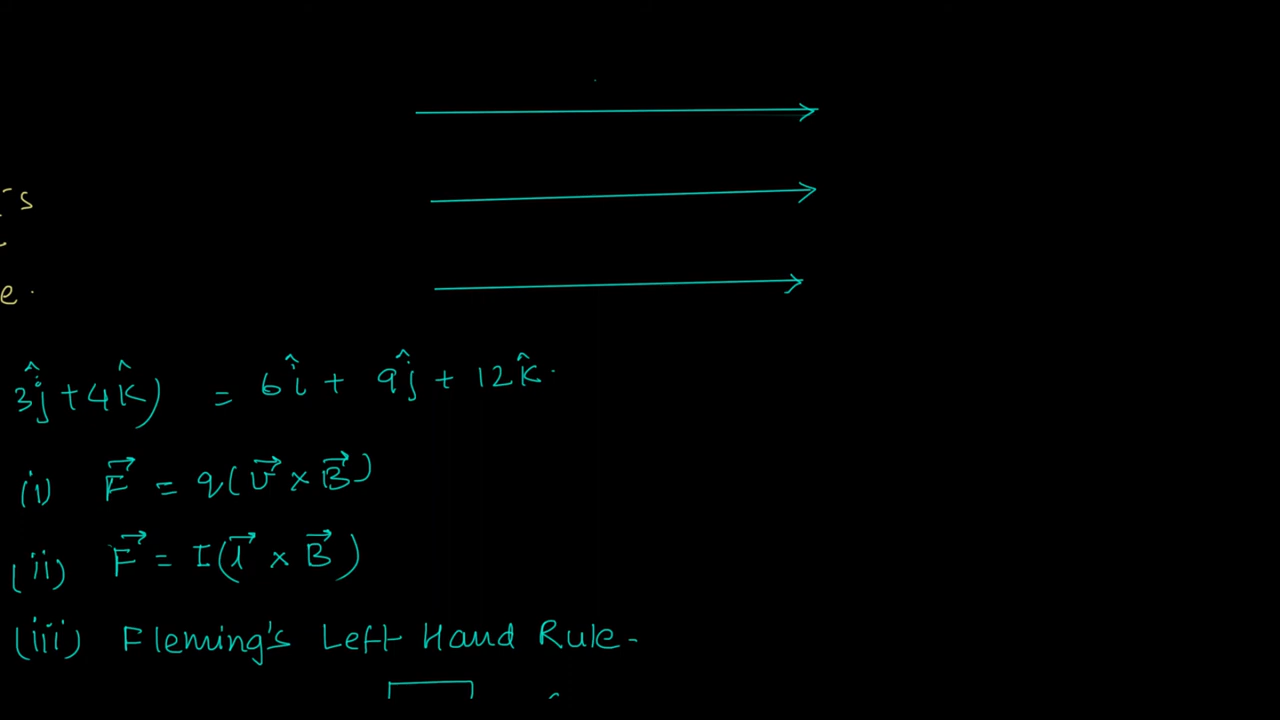 e.
3ĵ + 4k̂) = 6î + 9ĵ + 12k̂.
(i) F⃗ = q(v⃗ × B⃗)
(ii) F⃗ = I(l⃗ × B⃗)
(iii) Fleming's Left Hand Rule-